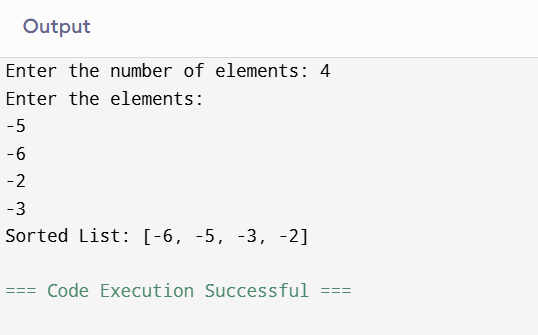 Output
Enter the number of elements: 4
Enter the elements:
-5
-6
-2
-3
Sorted List: [-6, -5, -3, -2]
=== Code Execution Successful ===